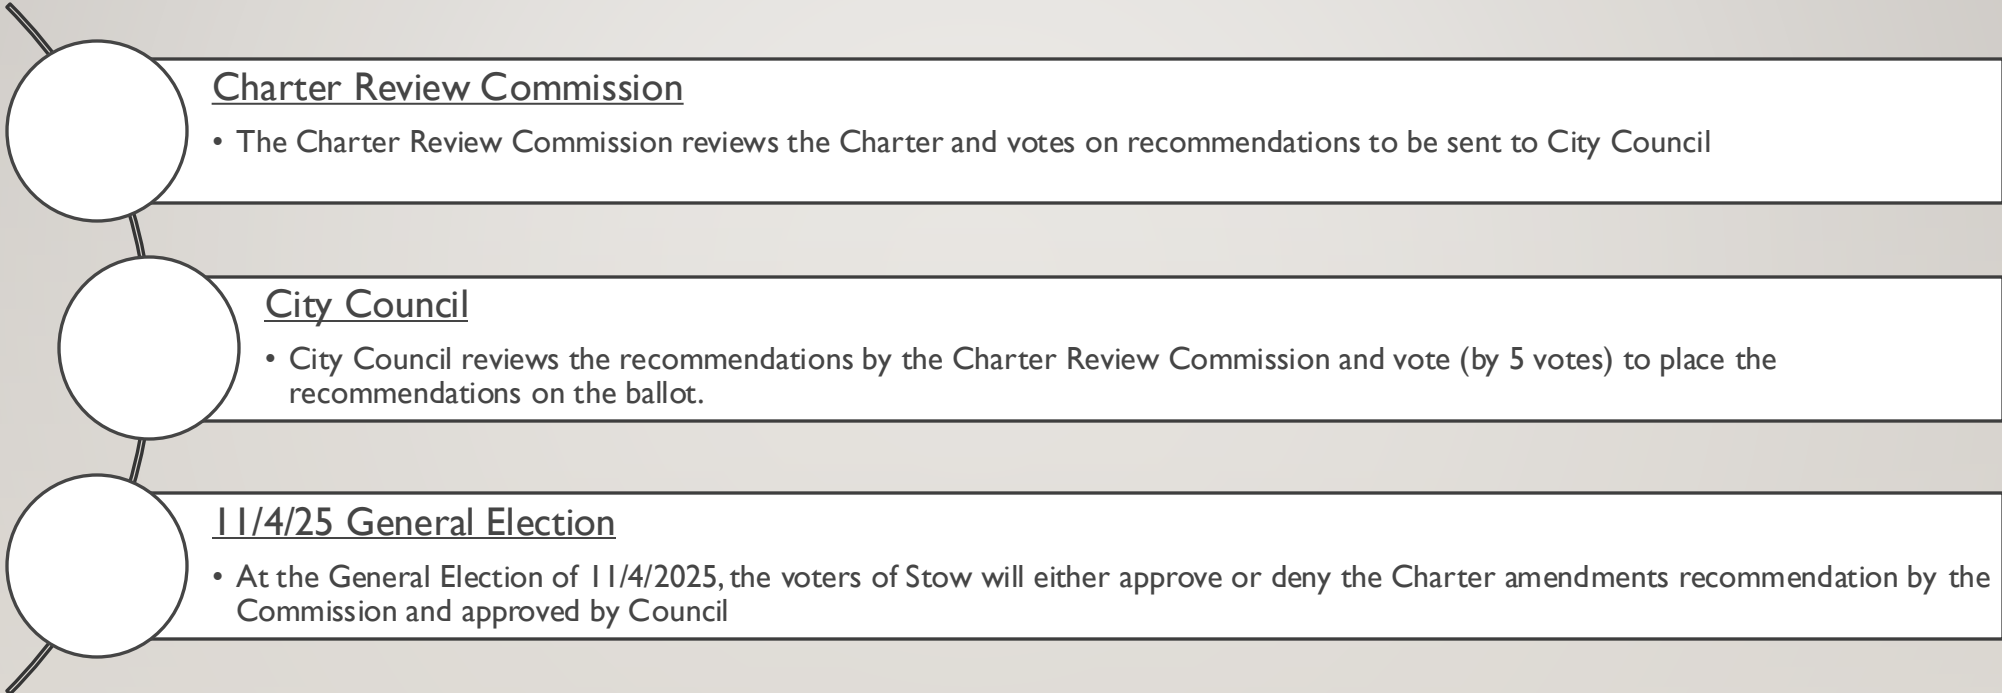 Charter Review Commission
• The Charter Review Commission reviews the Charter and votes on recommendations to be sent to City Council
City Council
• City Council reviews the recommendations by the Charter Review Commission and vote (by 5 votes) to place the
recommendations on the ballot.
11/4/25 General Election
• At the General Election of 11/4/2025, the voters of Stow will either approve or deny the Charter amendments recommendation by the
Commission and approved by Council